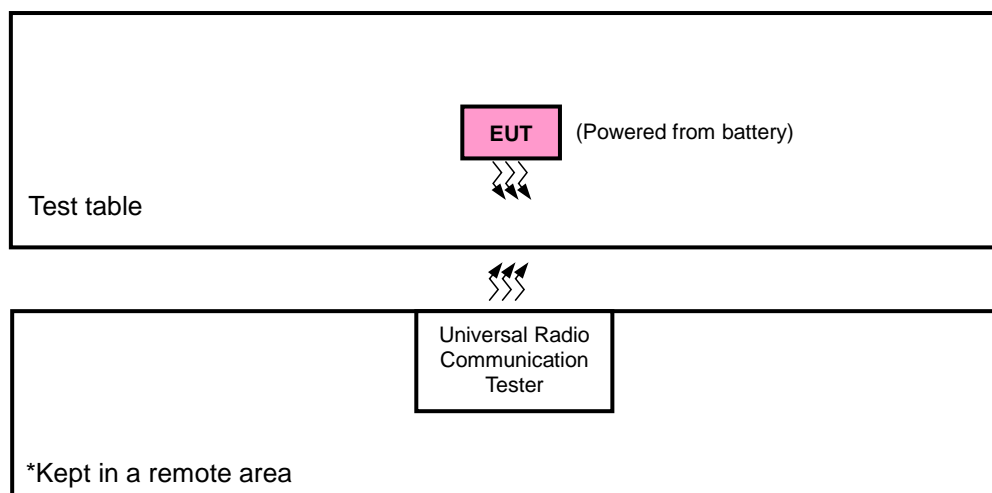 EUT
(Powered from battery)
Test table
Universal Radio
Communication
Tester
*Kept in a remote area